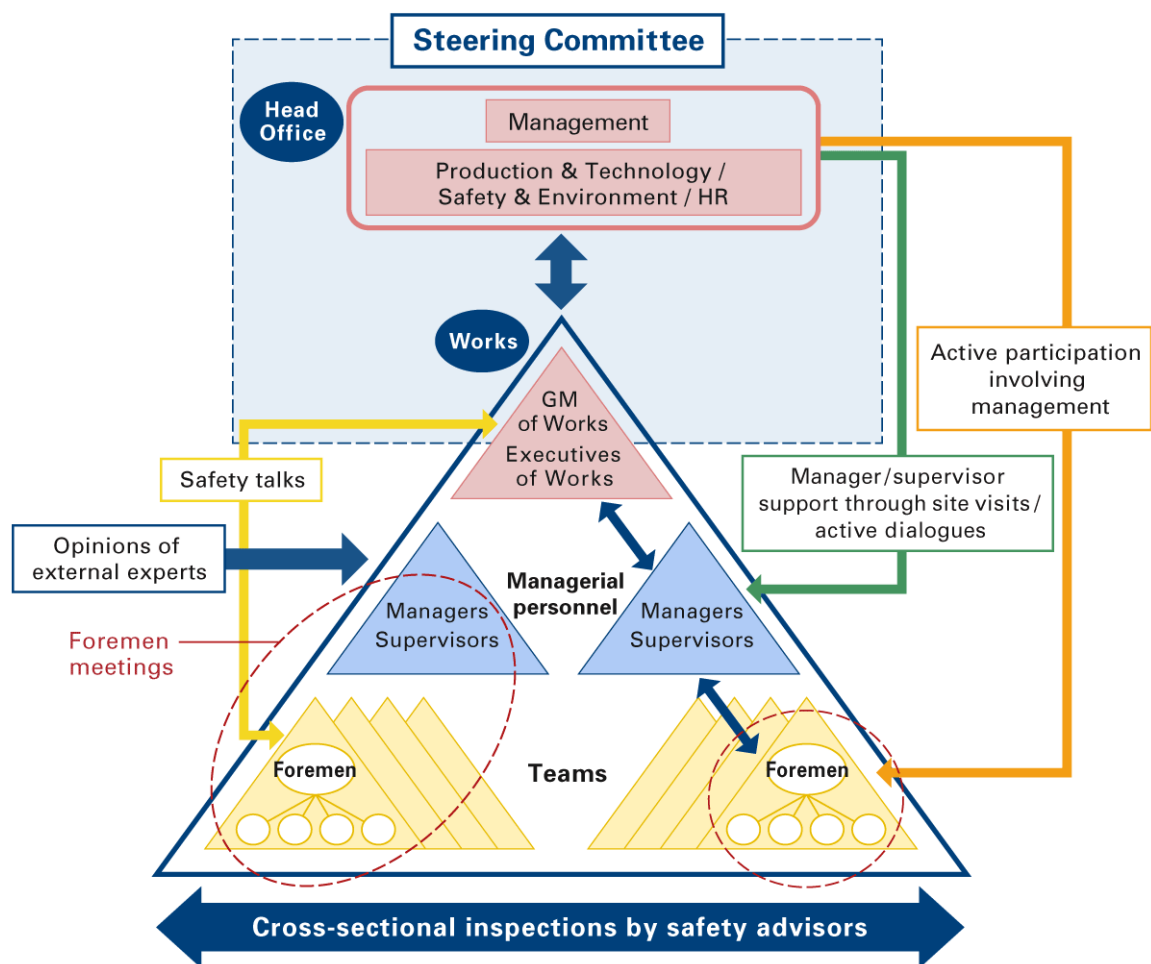 Steering Committee
Head
Office
Management
Production & Technology /
Safety & Environment / HR
Works
GM
of Works
Executives
of Works
Active participation
involving
management
Safety talks
Manager/supervisor
support through site visits/
active dialogues
Opinions of
external experts
Managerial
personnel
Managers
Supervisors
Managers
Supervisors
Foremen
meetings
Foremen
Teams
Foremen
Cross-sectional inspections by safety advisors